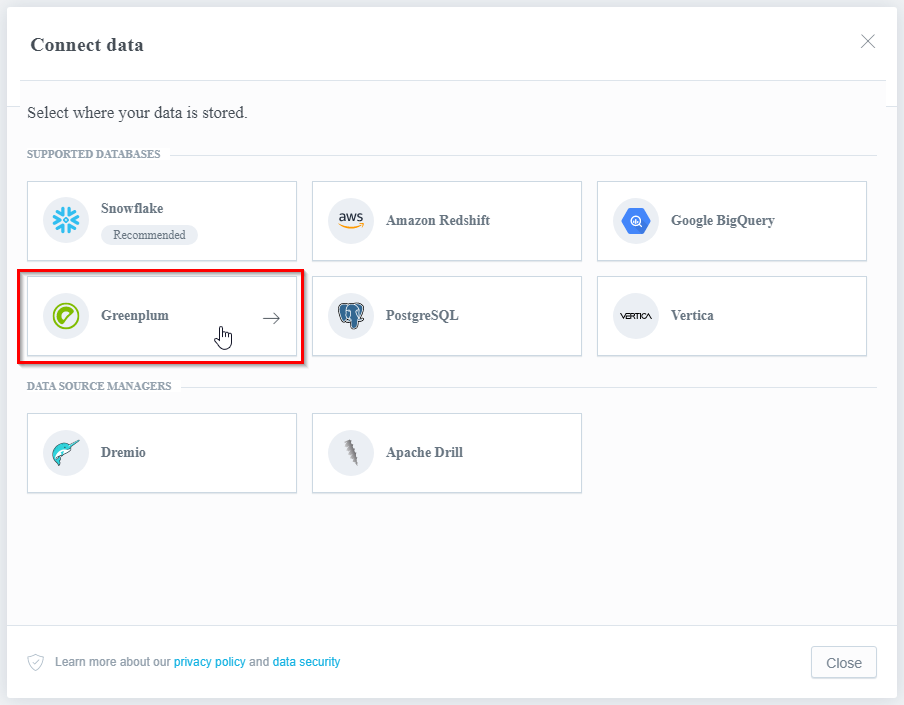 Connect data
Select where your data is stored.
SUPPORTED DATABASES
Snowflake
Recommended
aws
Amazon Redshift
Google BigQuery
Greenplum
PostgreSQL
VERTICA
Vertica
DATA SOURCE MANAGERS
Dremio
Apache Drill
Learn more about our privacy policy and data security
Close